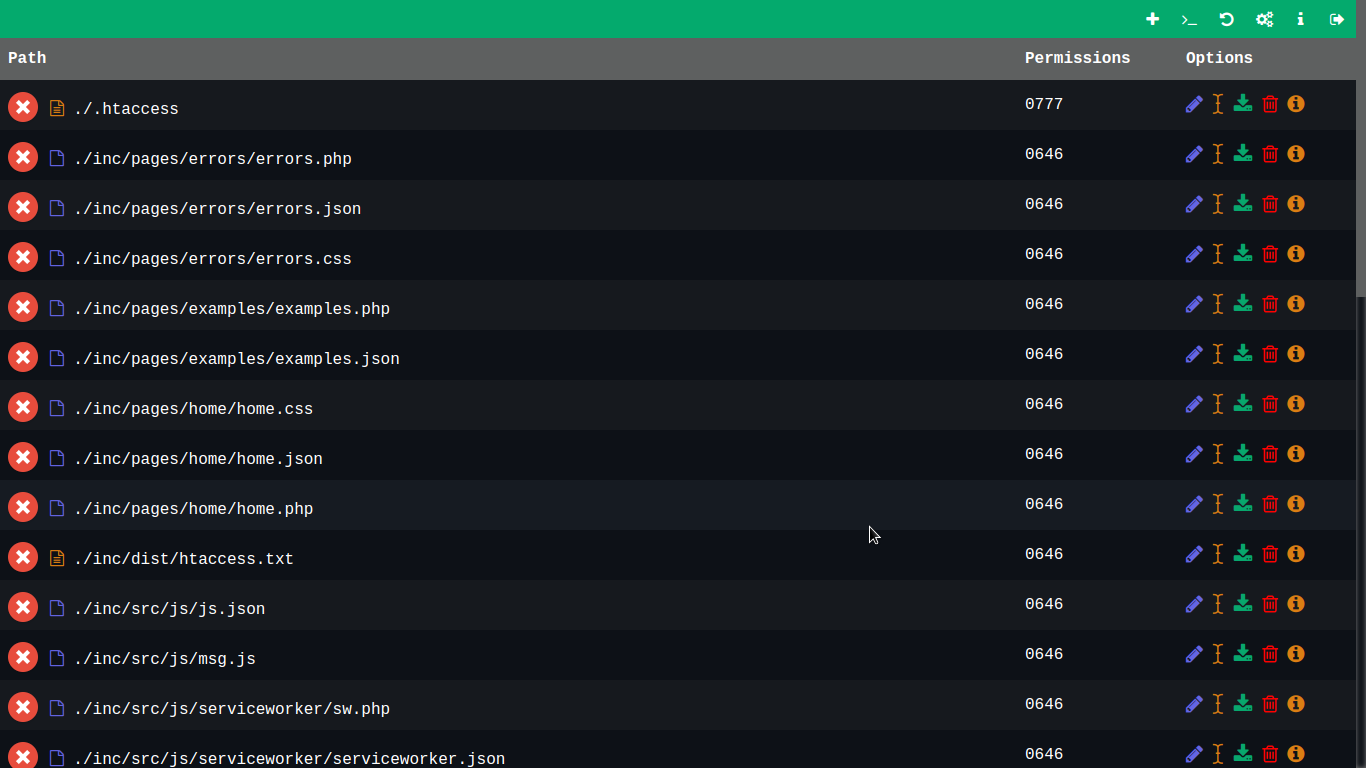 Path Permissions Options
./.htaccess 0777
./inc/pages/errors/errors.php 0646
./inc/pages/errors/errors.json 0646
./inc/pages/errors/errors.css 0646
./inc/pages/examples/examples.php 0646
./inc/pages/examples/examples.json 0646
./inc/pages/home/home.css 0646
./inc/pages/home/home.json 0646
./inc/pages/home/home.php 0646
./inc/dist/htaccess.txt 0646
./inc/src/js/js.json 0646
./inc/src/js/msg.js 0646
./inc/src/js/serviceworker/sw.php 0646
./inc/src/js/serviceworker/serviceworker.json 0646